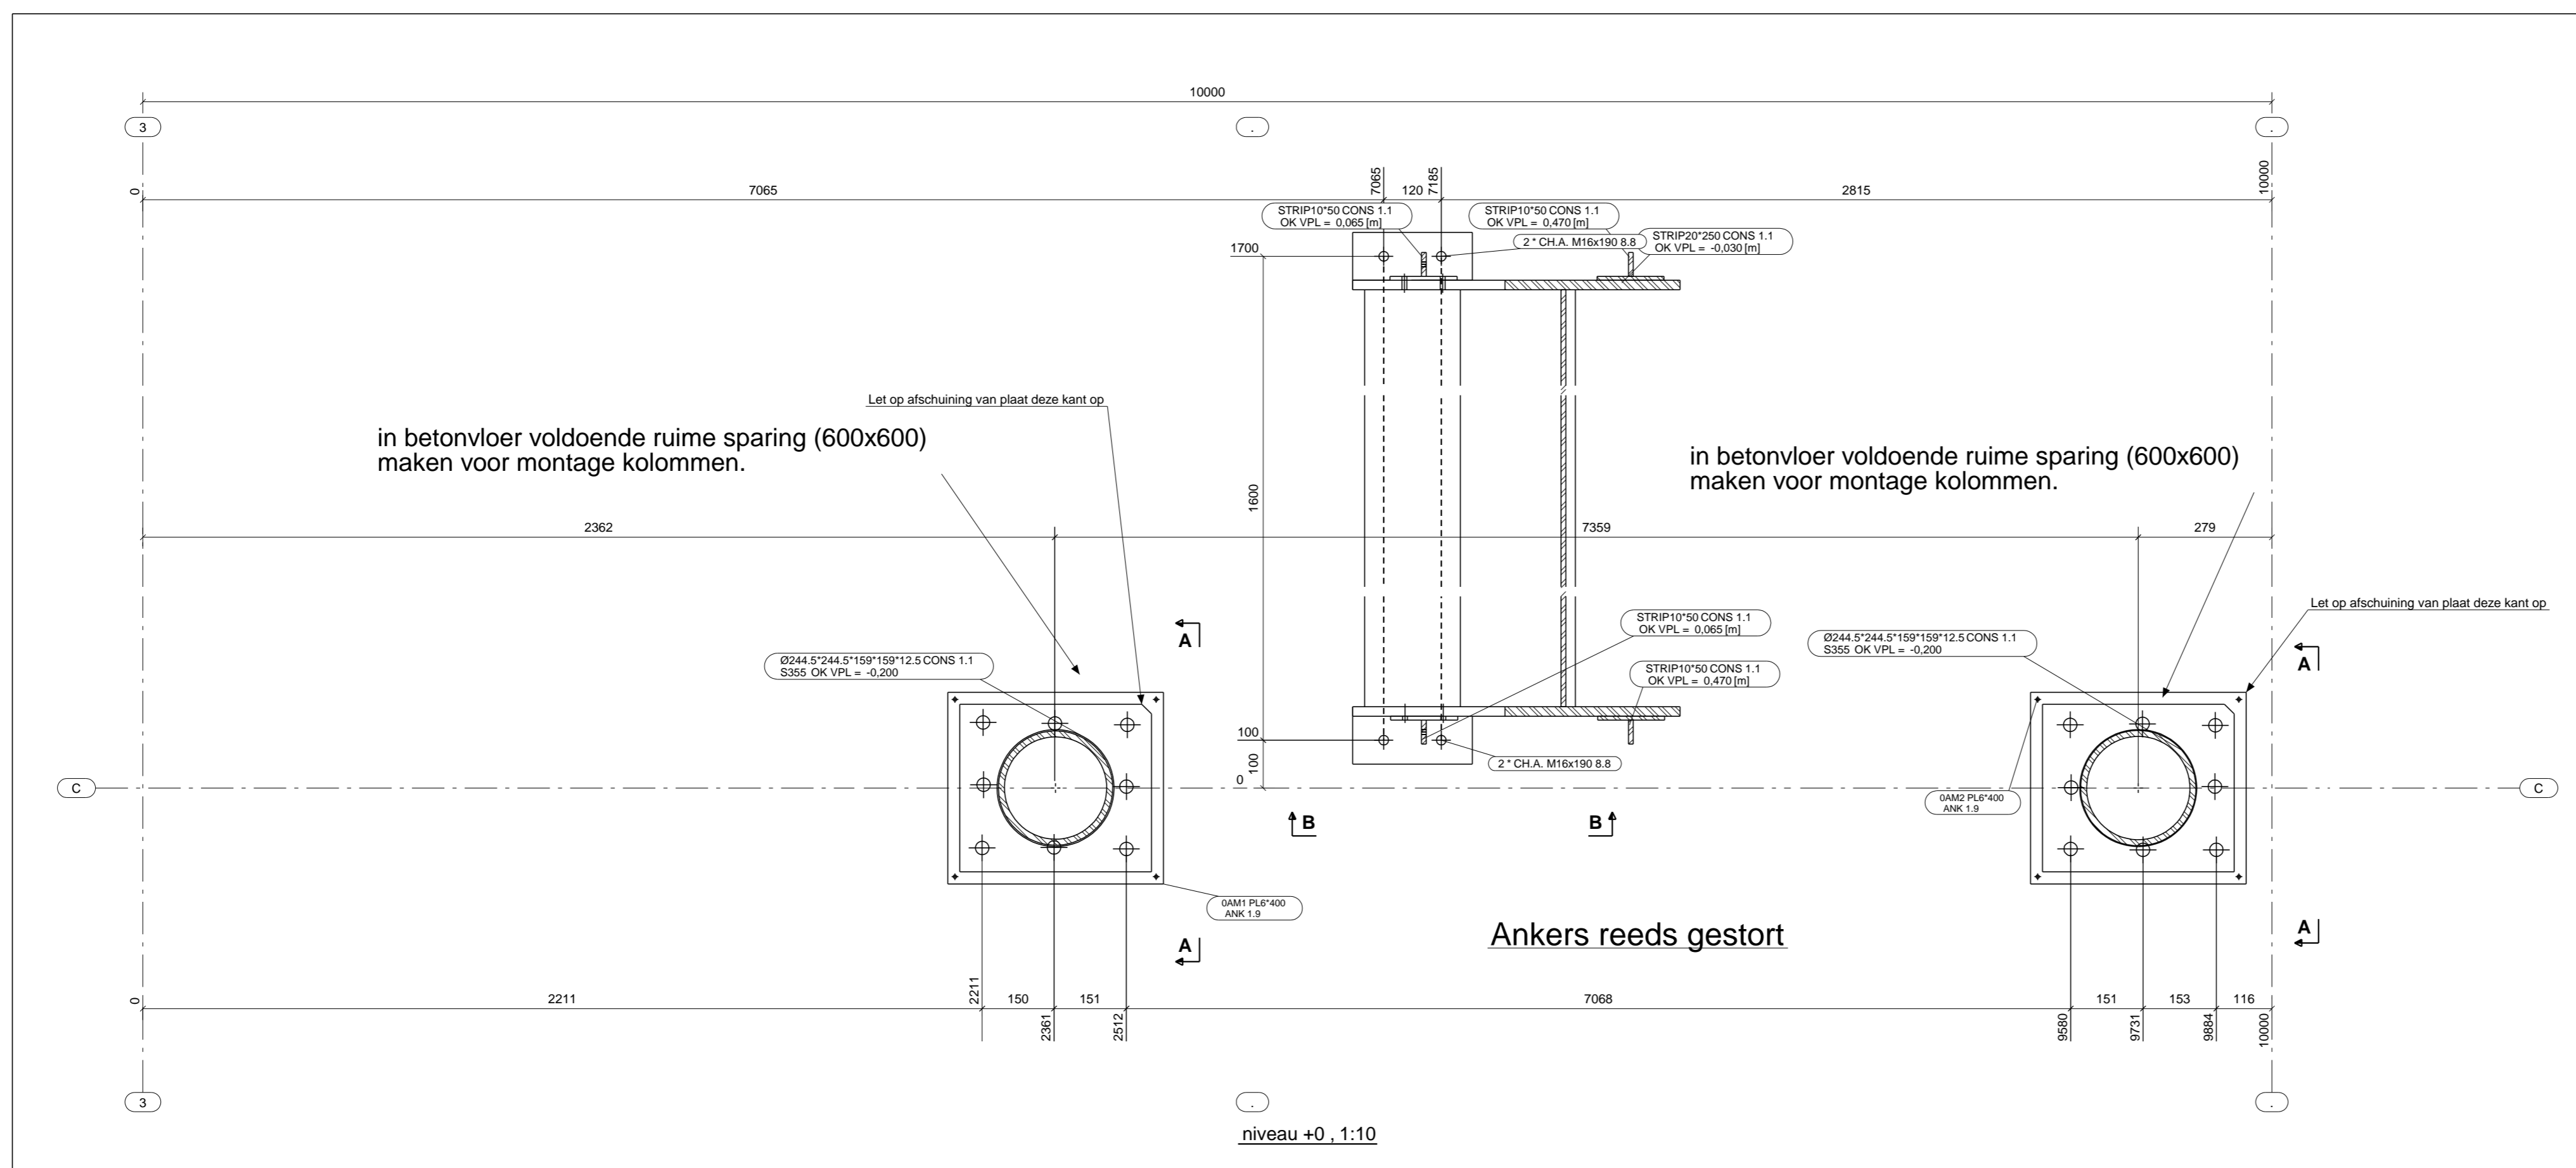 10000
3
.
.
0
7065
7065
120
7185
2815
10000
STRIP10*50 CONS 1.1
OK VPL = 0,065 [m]
STRIP10*50 CONS 1.1
OK VPL = 0,470 [m]
2 * CH.A. M16x190 8.8
STRIP20*250 CONS 1.1
OK VPL = -0,030 [m]
1700
Let op afschuining van plaat deze kant op
in betonvloer voldoende ruime sparing (600x600)
maken voor montage kolommen.
in betonvloer voldoende ruime sparing (600x600)
maken voor montage kolommen.
1600
2362
7359
279
Let op afschuining van plaat deze kant op
A
STRIP10*50 CONS 1.1
OK VPL = 0,065 [m]
Ø244.5*244.5*159*159*12.5 CONS 1.1
S355 OK VPL = -0,200
A
Ø244.5*244.5*159*159*12.5 CONS 1.1
S355 OK VPL = -0,200
STRIP10*50 CONS 1.1
OK VPL = 0,470 [m]
100
100
0
2 * CH.A. M16x190 8.8
C
C
0AM2 PL6*400
ANK 1.9
B
B
0AM1 PL6*400
ANK 1.9
A
Ankers reeds gestort
A
0
2211
2211
150
2361
151
2512
7068
9580
151
9731
153
9884
116
10000
3
.
.
niveau +0 , 1:10